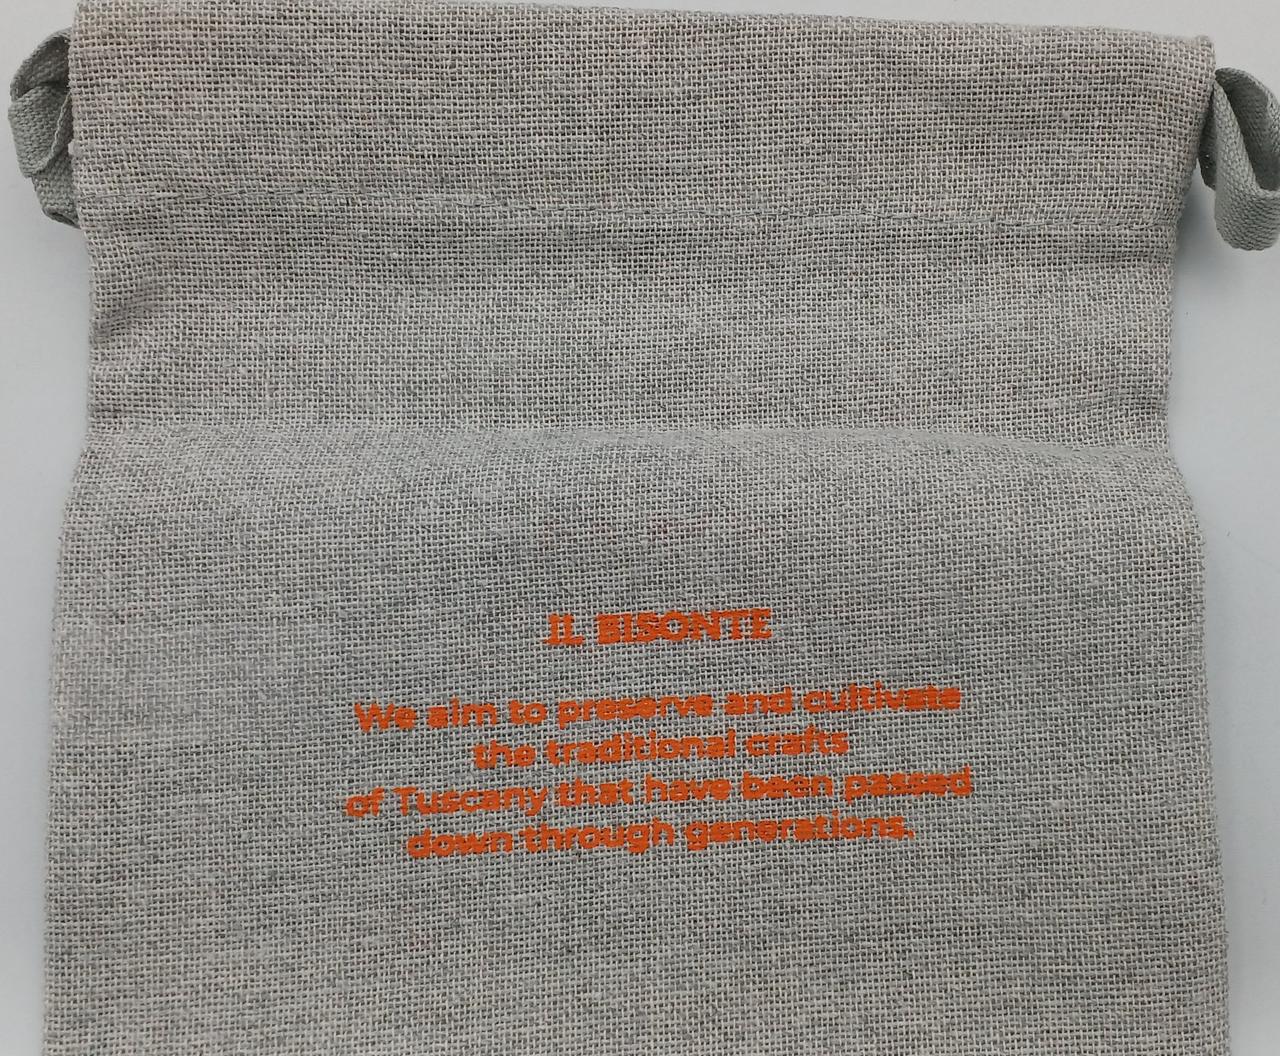 IL BISONTE
We aim to preserve and cultivate
the traditional crafts
of Tuscany that have been passed
down through generations.